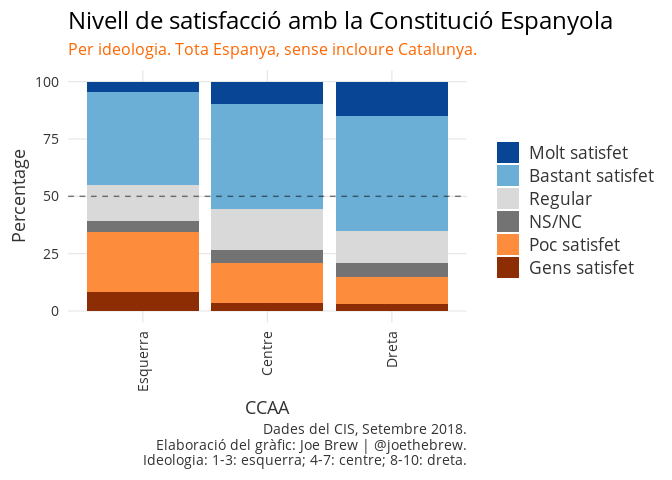 Nivell de satisfacció amb la Constitució Espanyola
Per ideologia. Tota Espanya, sense incloure Catalunya.
100
75
50
25
0
Percentage
Esquerra
Centre
Dreta
CCAA
Molt satisfet
Bastant satisfet
Regular
NS/NC
Poc satisfet
Gens satisfet
Dades del CIS, Setembre 2018.
Elaboració del gràfic: Joe Brew | @joethebrew.
Ideologia: 1-3: esquerra; 4-7: centre; 8-10: dreta.